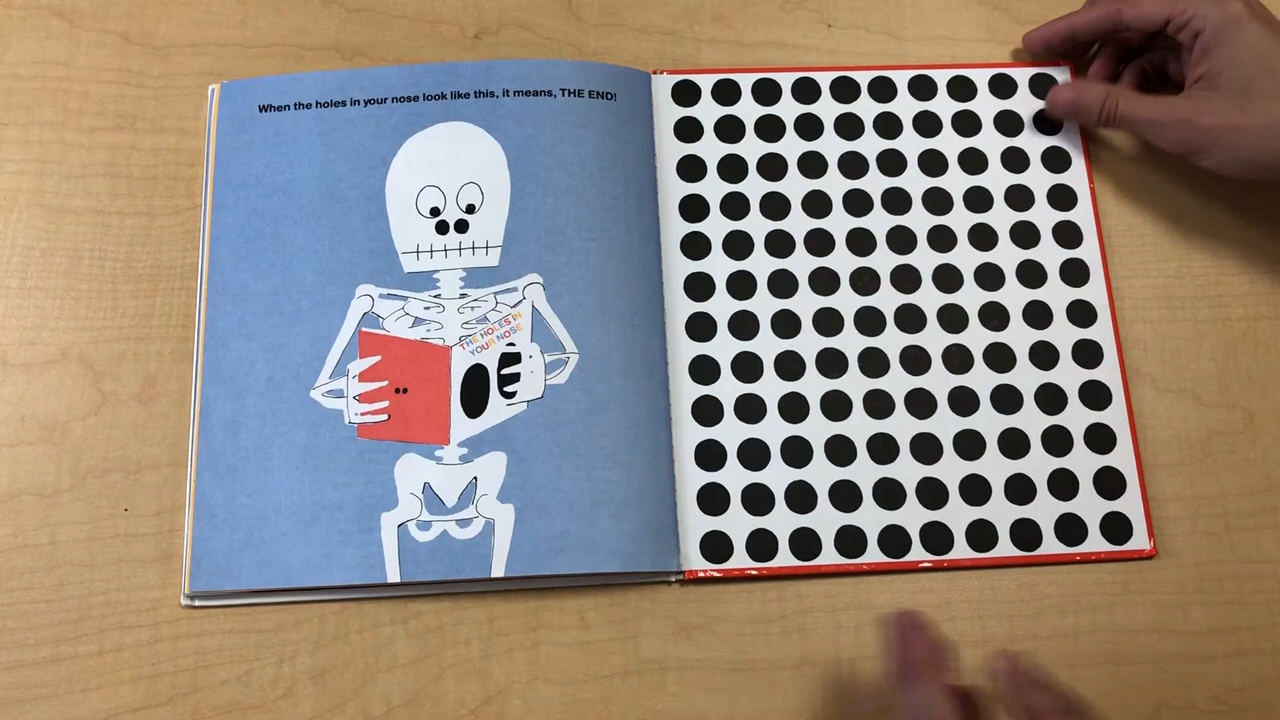 When the holes in your nose look like this, it means, THE END!
THE HOLES IN
YOUR NOSE